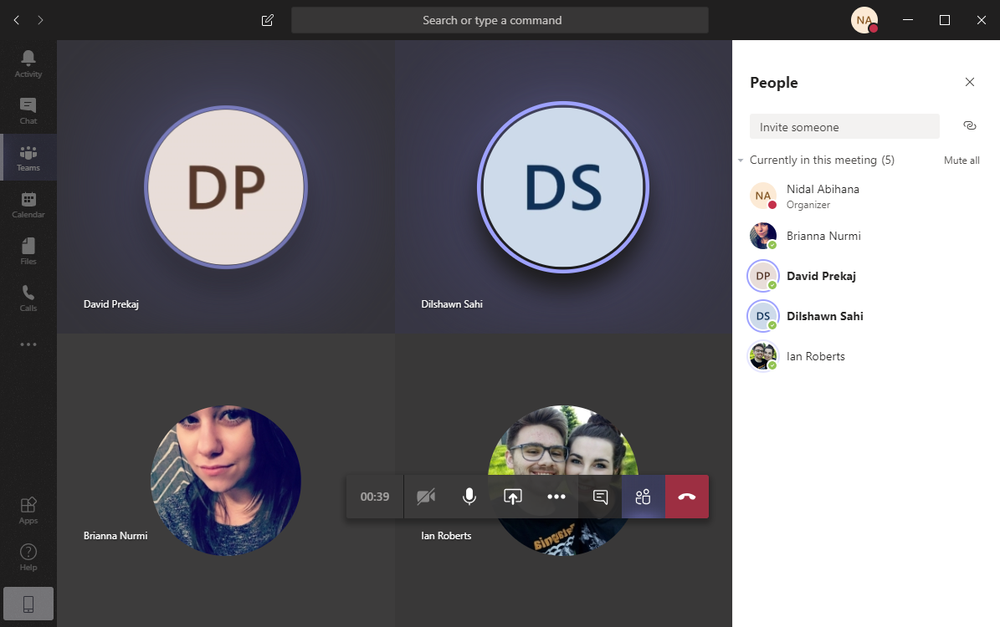 Search or type a command
NA
Activity
Chat
Teams
Calendar
Files
Calls
Apps
Help
DP
David Prekaj
DS
Dilshawn Sahi
Brianna Nurmi
Ian Roberts
00:39
People
Invite someone
Currently in this meeting (5)
Mute all
NA
Nidal Abihana
Organizer
Brianna Nurmi
DP
David Prekaj
DS
Dilshawn Sahi
Ian Roberts